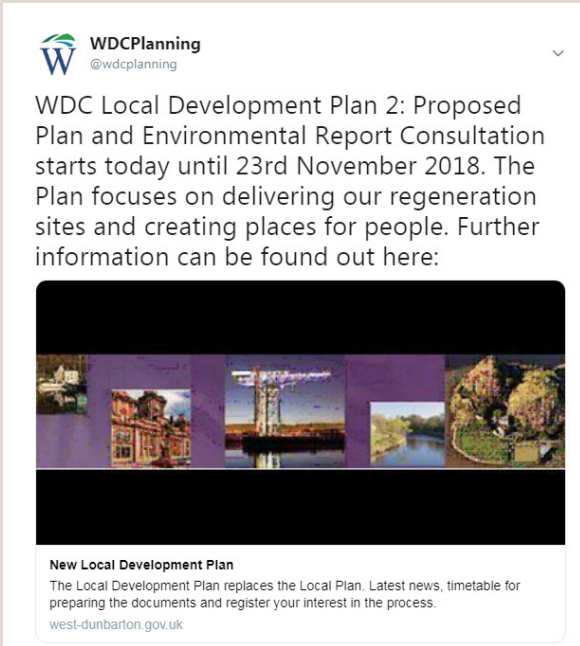 WDCPlanning
@wdcplanning
WDC Local Development Plan 2: Proposed
Plan and Environmental Report Consultation
starts today until 23rd November 2018. The
Plan focuses on delivering our regeneration
sites and creating places for people. Further
information can be found out here:
New Local Development Plan
The Local Development Plan replaces the Local Plan. Latest news, timetable for
preparing the documents and register your interest in the process.
west-dunbarton.gov.uk